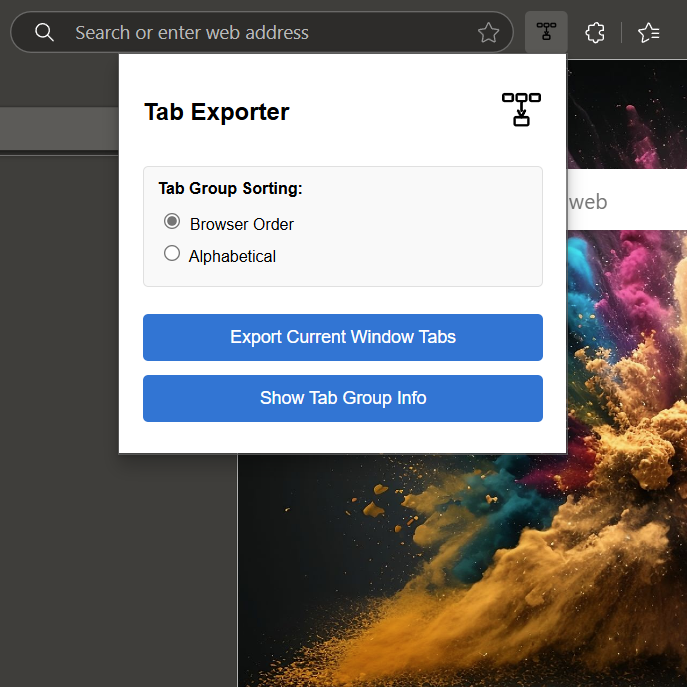 Search or enter web address
Tab Exporter
Tab Group Sorting:
Browser Order
Alphabetical
web
Export Current Window Tabs
Show Tab Group Info